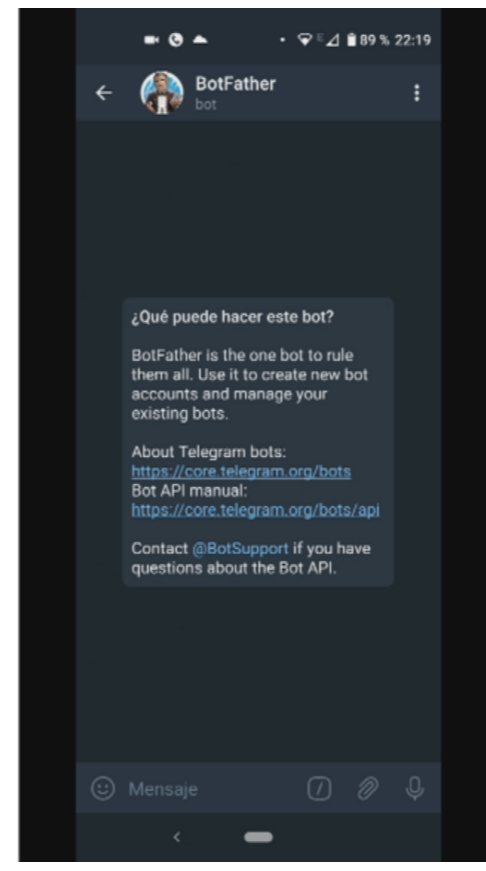 E 89 % 22:19
BotFather
bot
¿Qué puede hacer este bot?
BotFather is the one bot to rule
them all. Use it to create new bot
accounts and manage your
existing bots.
About Telegram bots:
https://core.telegram.org/bots
Bot API manual:
https://core.telegram.org/bots/api
Contact @BotSupport if you have
questions about the Bot API.
Mensaje